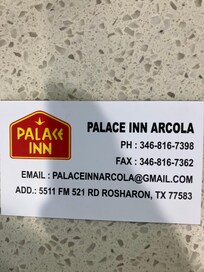 PALACE INN
PALACE INN ARCOLA
PH : 346-816-7398
FAX : 346-816-7362
EMAIL : PALACEINNARCOLA@GMAIL.COM
ADD.: 5511 FM 521 RD ROSHARON, TX 77583